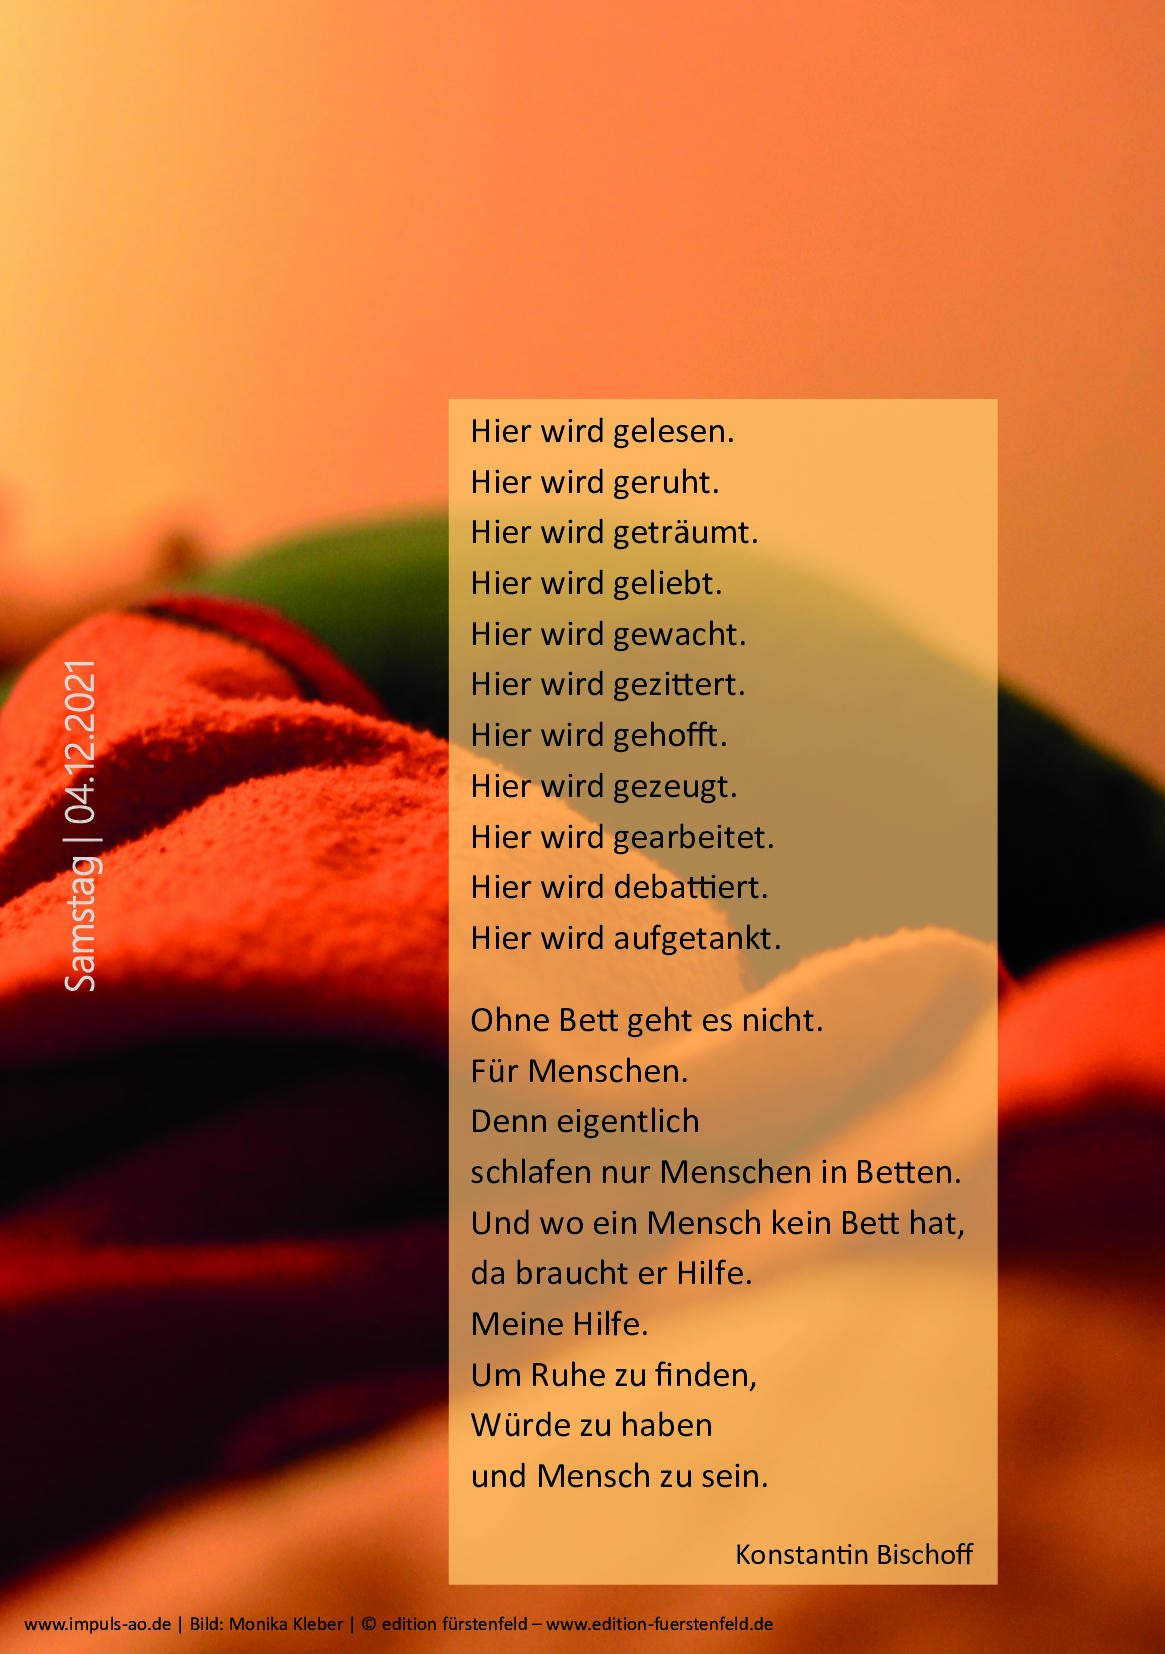 Hier wird gelesen.
Hier wird geruht.
Hier wird geträumt.
Hier wird geliebt.
Hier wird gewacht.
Hier wird gezittert.
Hier wird gehofft.
Hier wird gezeugt.
Hier wird gearbeitet.
Hier wird debattiert.
Hier wird aufgetankt.
Ohne Bett geht es nicht.
Für Menschen.
Denn eigentlich
schlafen nur Menschen in Betten.
Und wo ein Mensch kein Bett hat,
da braucht er Hilfe.
Meine Hilfe.
Um Ruhe zu finden,
Würde zu haben
und Mensch zu sein.
Konstantin Bischoff
Samstag | 04.12.2021
www.impuls-ao.de | Bild: Monika Kleber | © edition fürstenfeld – www.edition-fuerstenfeld.de